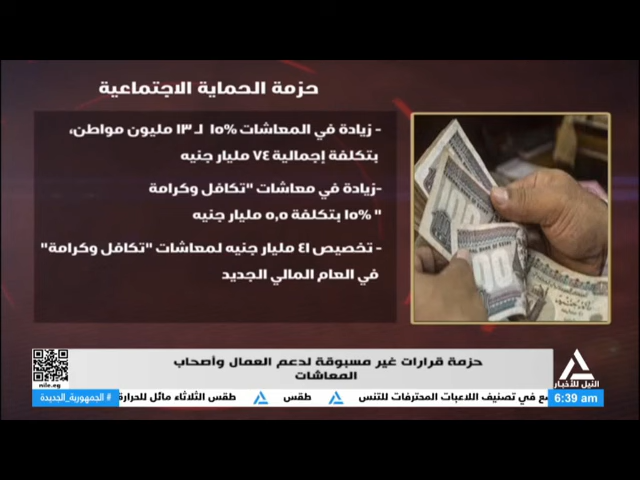 حزمة الحماية الاجتماعية
- زيادة في المعاشات ١٥% لـ ١٣ مليون مواطن،
بتكلفة إجمالية ٧٤ مليار جنيه
-زيادة في معاشات "تكافل وكرامة
" ١٥% بتكلفة ٥,٥ مليار جنيه
- تخصيص ٤١ مليار جنيه لمعاشات "تكافل وكرامة"
في العام المالي الجديد
حزمة قرارات غير مسبوقة لدعم العمال وأصحاب
المعاشات
nile.eg
النيل للأخبار
6:39 am
في تصنيف اللاعبات المحترفات للتنس طقس طقس الثلاثاء مائل للحرارة
# الجمهورية_الجديدة